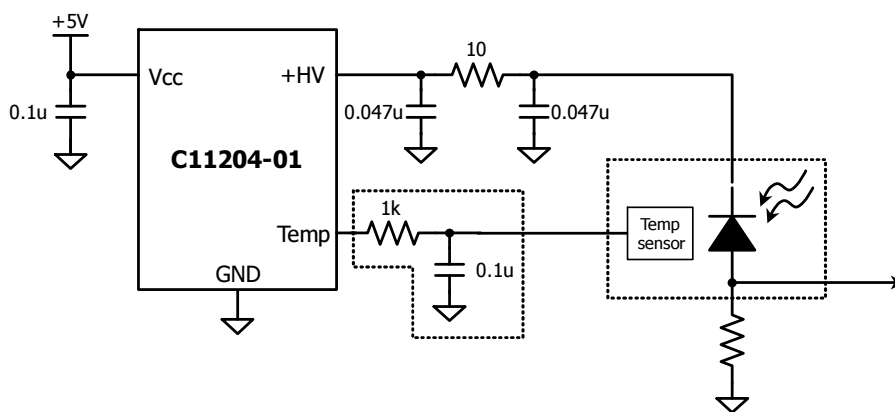 +5V
10
Vcc
+HV
0.1u
0.047u
0.047u
C11204-01
1k
Temp
Temp
sensor
0.1u
GND